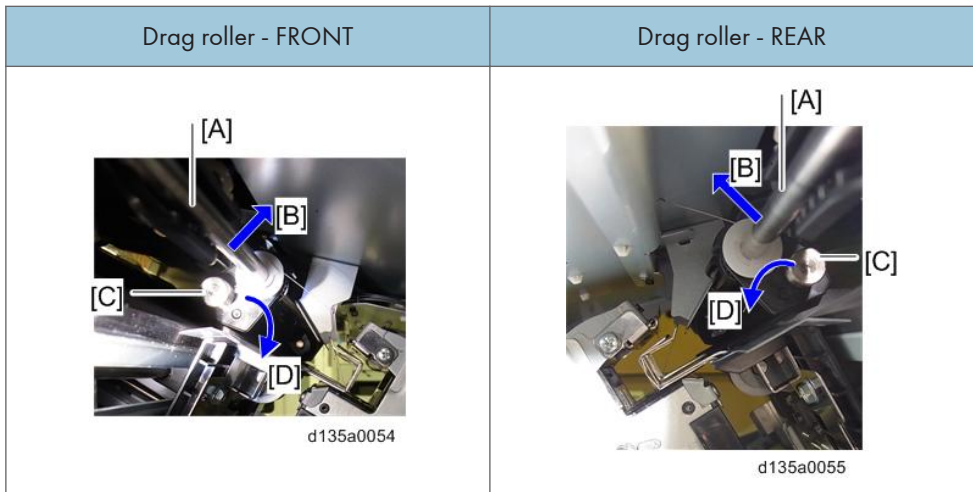 Drag roller - FRONT
Drag roller - REAR
[A]
[B]
[C]
[D]
d135a0054
[A]
[B]
[C]
[D]
d135a0055